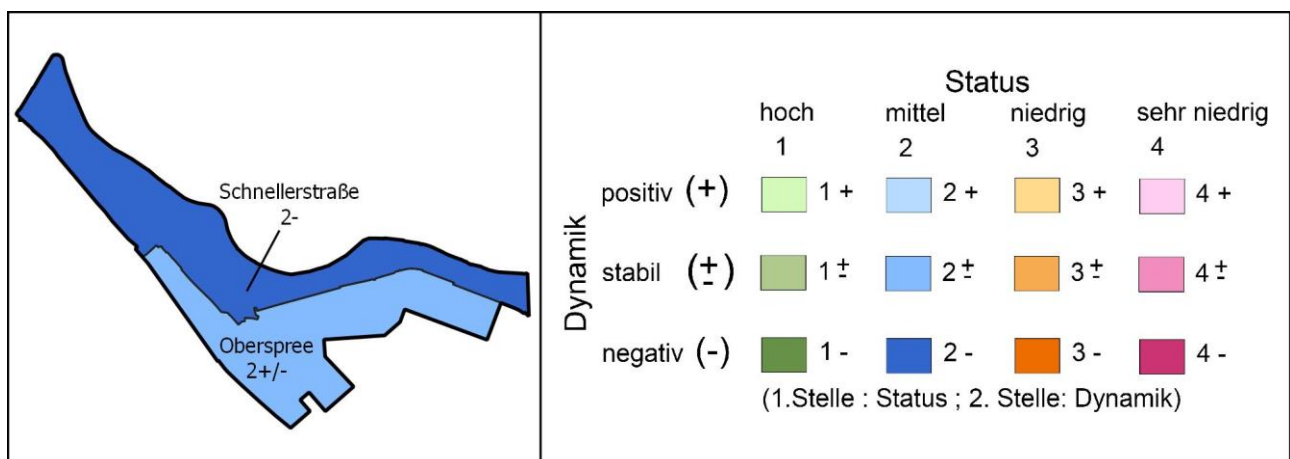 Schnellerstraße
2-
Oberspree
2+/-
Status
hoch mittel niedrig sehr niedrig
1 2 3 4
Dynamik
positiv (+) 1 + 2 + 3 + 4 +
stabil (±) 1 ± 2 ± 3 ± 4 ±
negativ (-) 1 - 2 - 3 - 4 -
(1.Stelle : Status ; 2. Stelle: Dynamik)